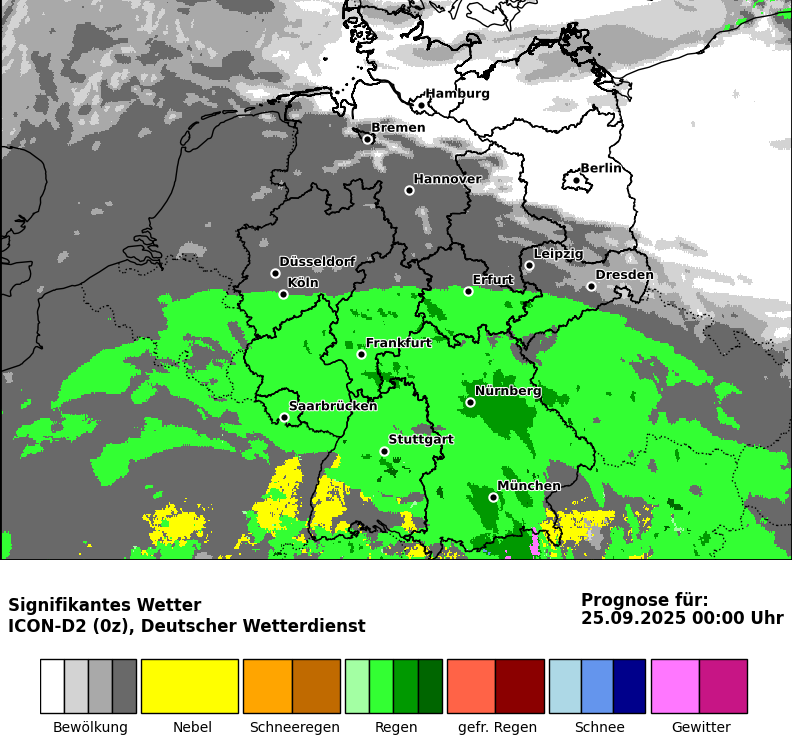 Hamburg
Bremen
Berlin
Hannover
Leipzig
Düsseldorf
Dresden
Köln
Erfurt
Frankfurt
Nürnberg
Saarbrücken
Stuttgart
München
Signifikantes Wetter
ICON-D2 (0z), Deutscher Wetterdienst
Prognose für:
25.09.2025 00:00 Uhr
Bewölkung Nebel Schneeregen Regen gefr. Regen Schnee Gewitter